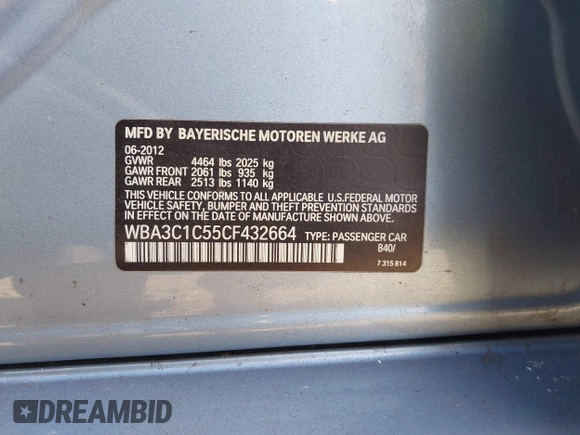 MFD BY BAYERISCHE MOTOREN WERKE AG
06-2012
GVWR 4464 lbs 2025 kg
GAWR FRONT 2061 lbs 935 kg
GAWR REAR 2513 lbs 1140 kg
THIS VEHICLE CONFORMS TO ALL APPLICABLE U.S.FEDERAL MOTOR
VEHICLE SAFETY, BUMPER AND THEFT PREVENTION STANDARDS
IN EFFECT ON THE DATE OF MANUFACTURE SHOWN ABOVE.
WBA3C1C55CF432664 TYPE: PASSENGER CAR
B40/
7 315 814
DREAMBID